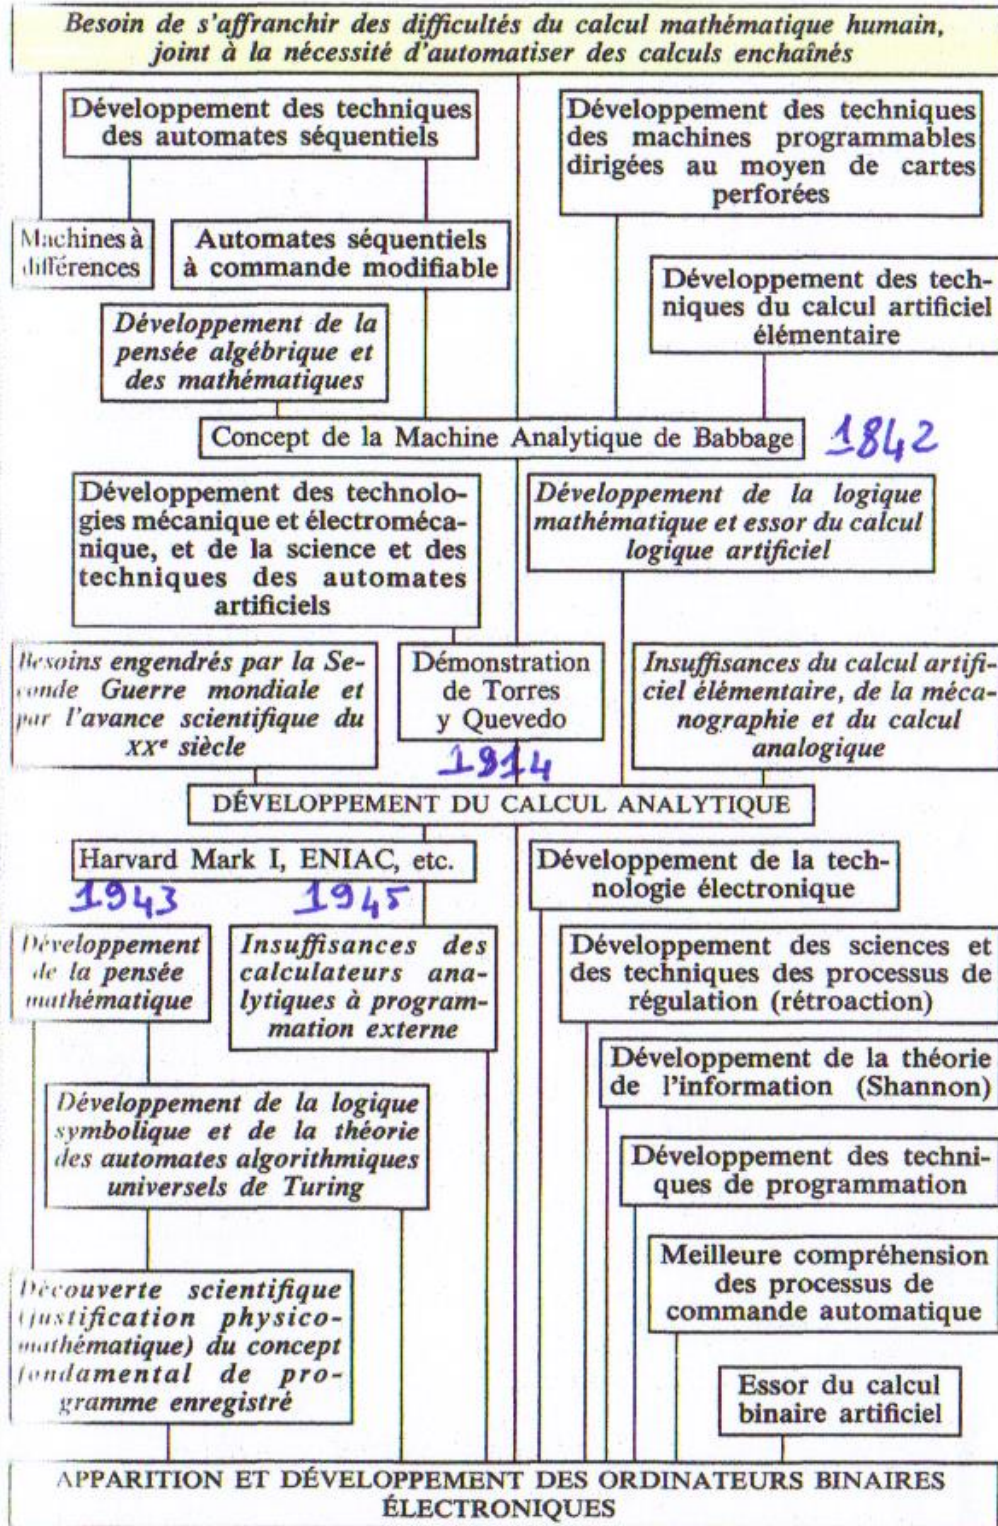 Besoin de s'affranchir des difficultés du calcul mathématique humain,
joint à la nécessité d'automatiser des calculs enchaînés
Développement des techniques
des automates séquentiels
Développement des techniques
des machines programmables
dirigées au moyen de cartes
perforées
Machines à
différences
Automates séquentiels
à commande modifiable
Développement des tech-
niques du calcul artificiel
élémentaire
Développement de la
pensée algébrique et
des mathématiques
Concept de la Machine Analytique de Babbage
1842
Développement des technolo-
gies mécanique et électroméca-
nique, et de la science et des
techniques des automates
artificiels
Développement de la logique
mathématique et essor du calcul
logique artificiel
Besoins engendrés par la Se-
conde Guerre mondiale et
par l'avance scientifique du
XXe siècle
Démonstration
de Torres
y Quevedo
1914
Insuffisances du calcul artifi-
ciel élémentaire, de la méca-
nographie et du calcul
analogique
DÉVELOPPEMENT DU CALCUL ANALYTIQUE
Harvard Mark I, ENIAC, etc.
1943 1945
Développement de la tech-
nologie électronique
Développement
de la pensée
mathématique
Insuffisances des
calculateurs ana-
lytiques à program-
mation externe
Développement des sciences et
des techniques des processus de
régulation (rétroaction)
Développement de la théorie
de l'information (Shannon)
Développement de la logique
symbolique et de la théorie
des automates algorithmiques
universels de Turing
Développement des techni-
ques de programmation
Meilleure compréhension
des processus de
commande automatique
Découverte scientifique
(justification physico-
mathématique) du concept
fondamental de pro-
gramme enregistré
Essor du calcul
binaire artificiel
APPARITION ET DÉVELOPPEMENT DES ORDINATEURS BINAIRES
ÉLECTRONIQUES